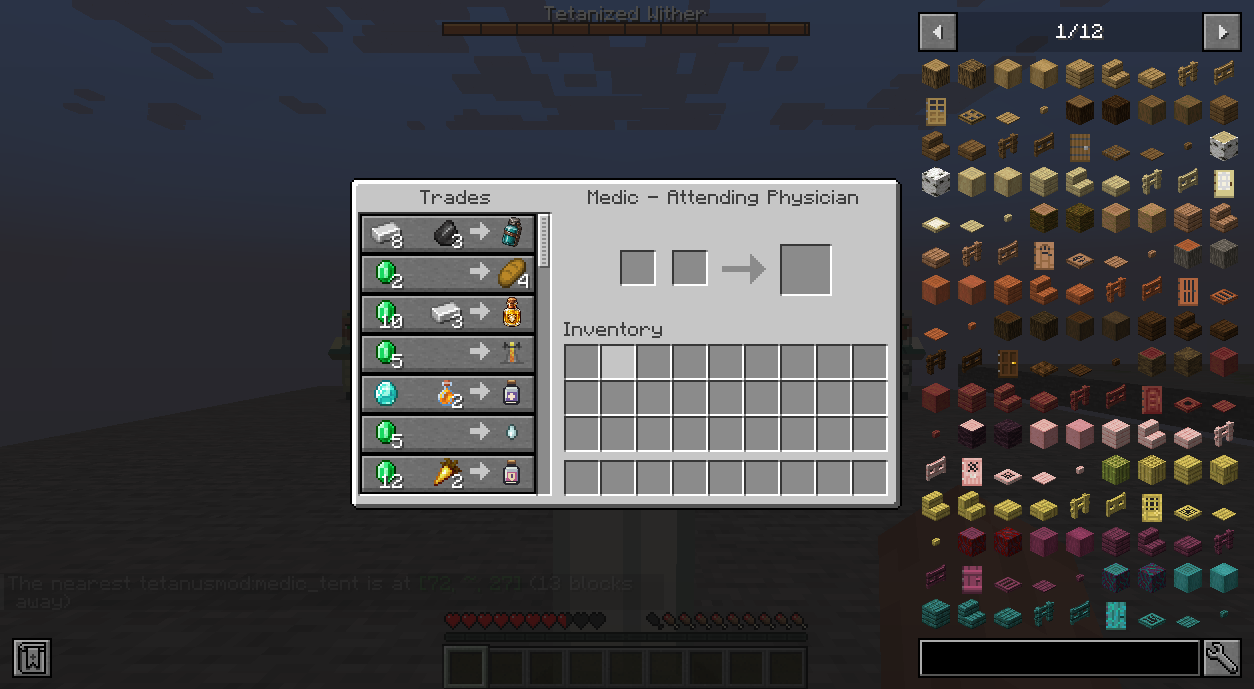 Tetanized Wither
1/12
Trades
Medic - Attending Physician
8
3
2
4
10
3
5
2
5
12
2
Inventory
The nearest tetanusmod:medic_tent is at [72, ~, 27] (13 blocks
away)